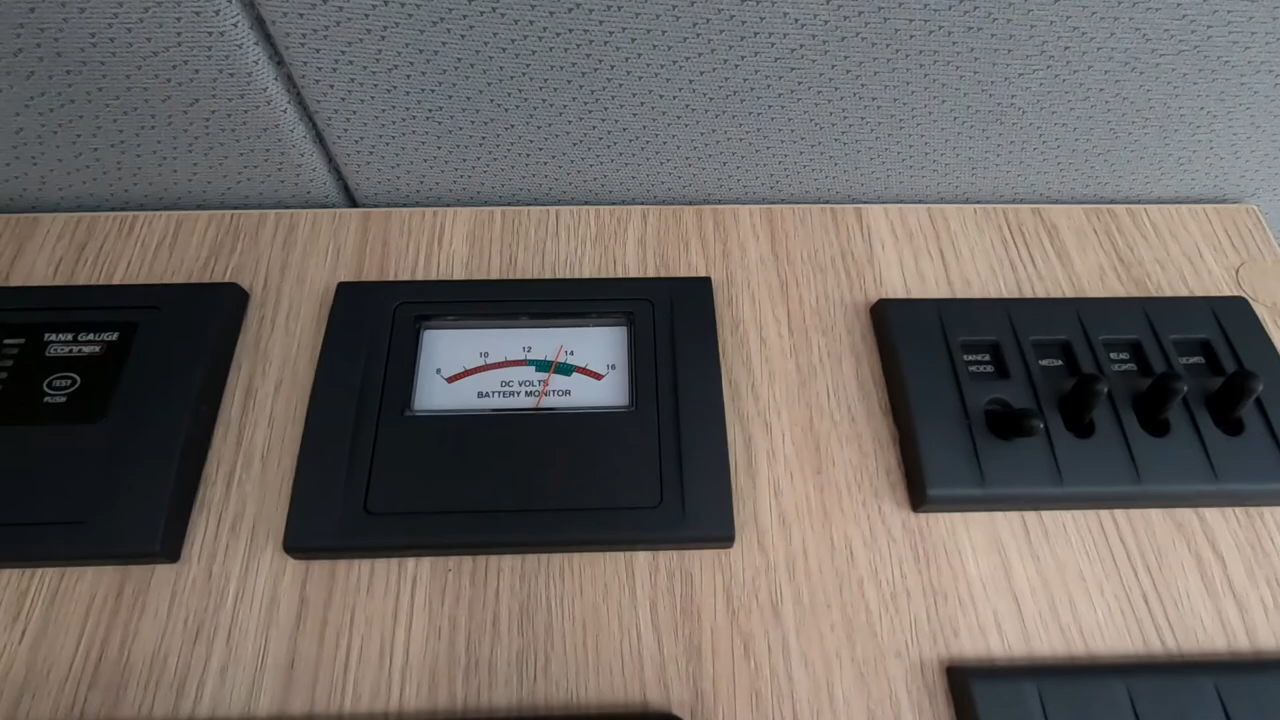 TANK GAUGE
connex
TEST
PUSH
8 10 12 14 16
DC VOLTS
BATTERY MONITOR
RANGE
HOOD
MEDIA
READ
LIGHTS
LIGHTS